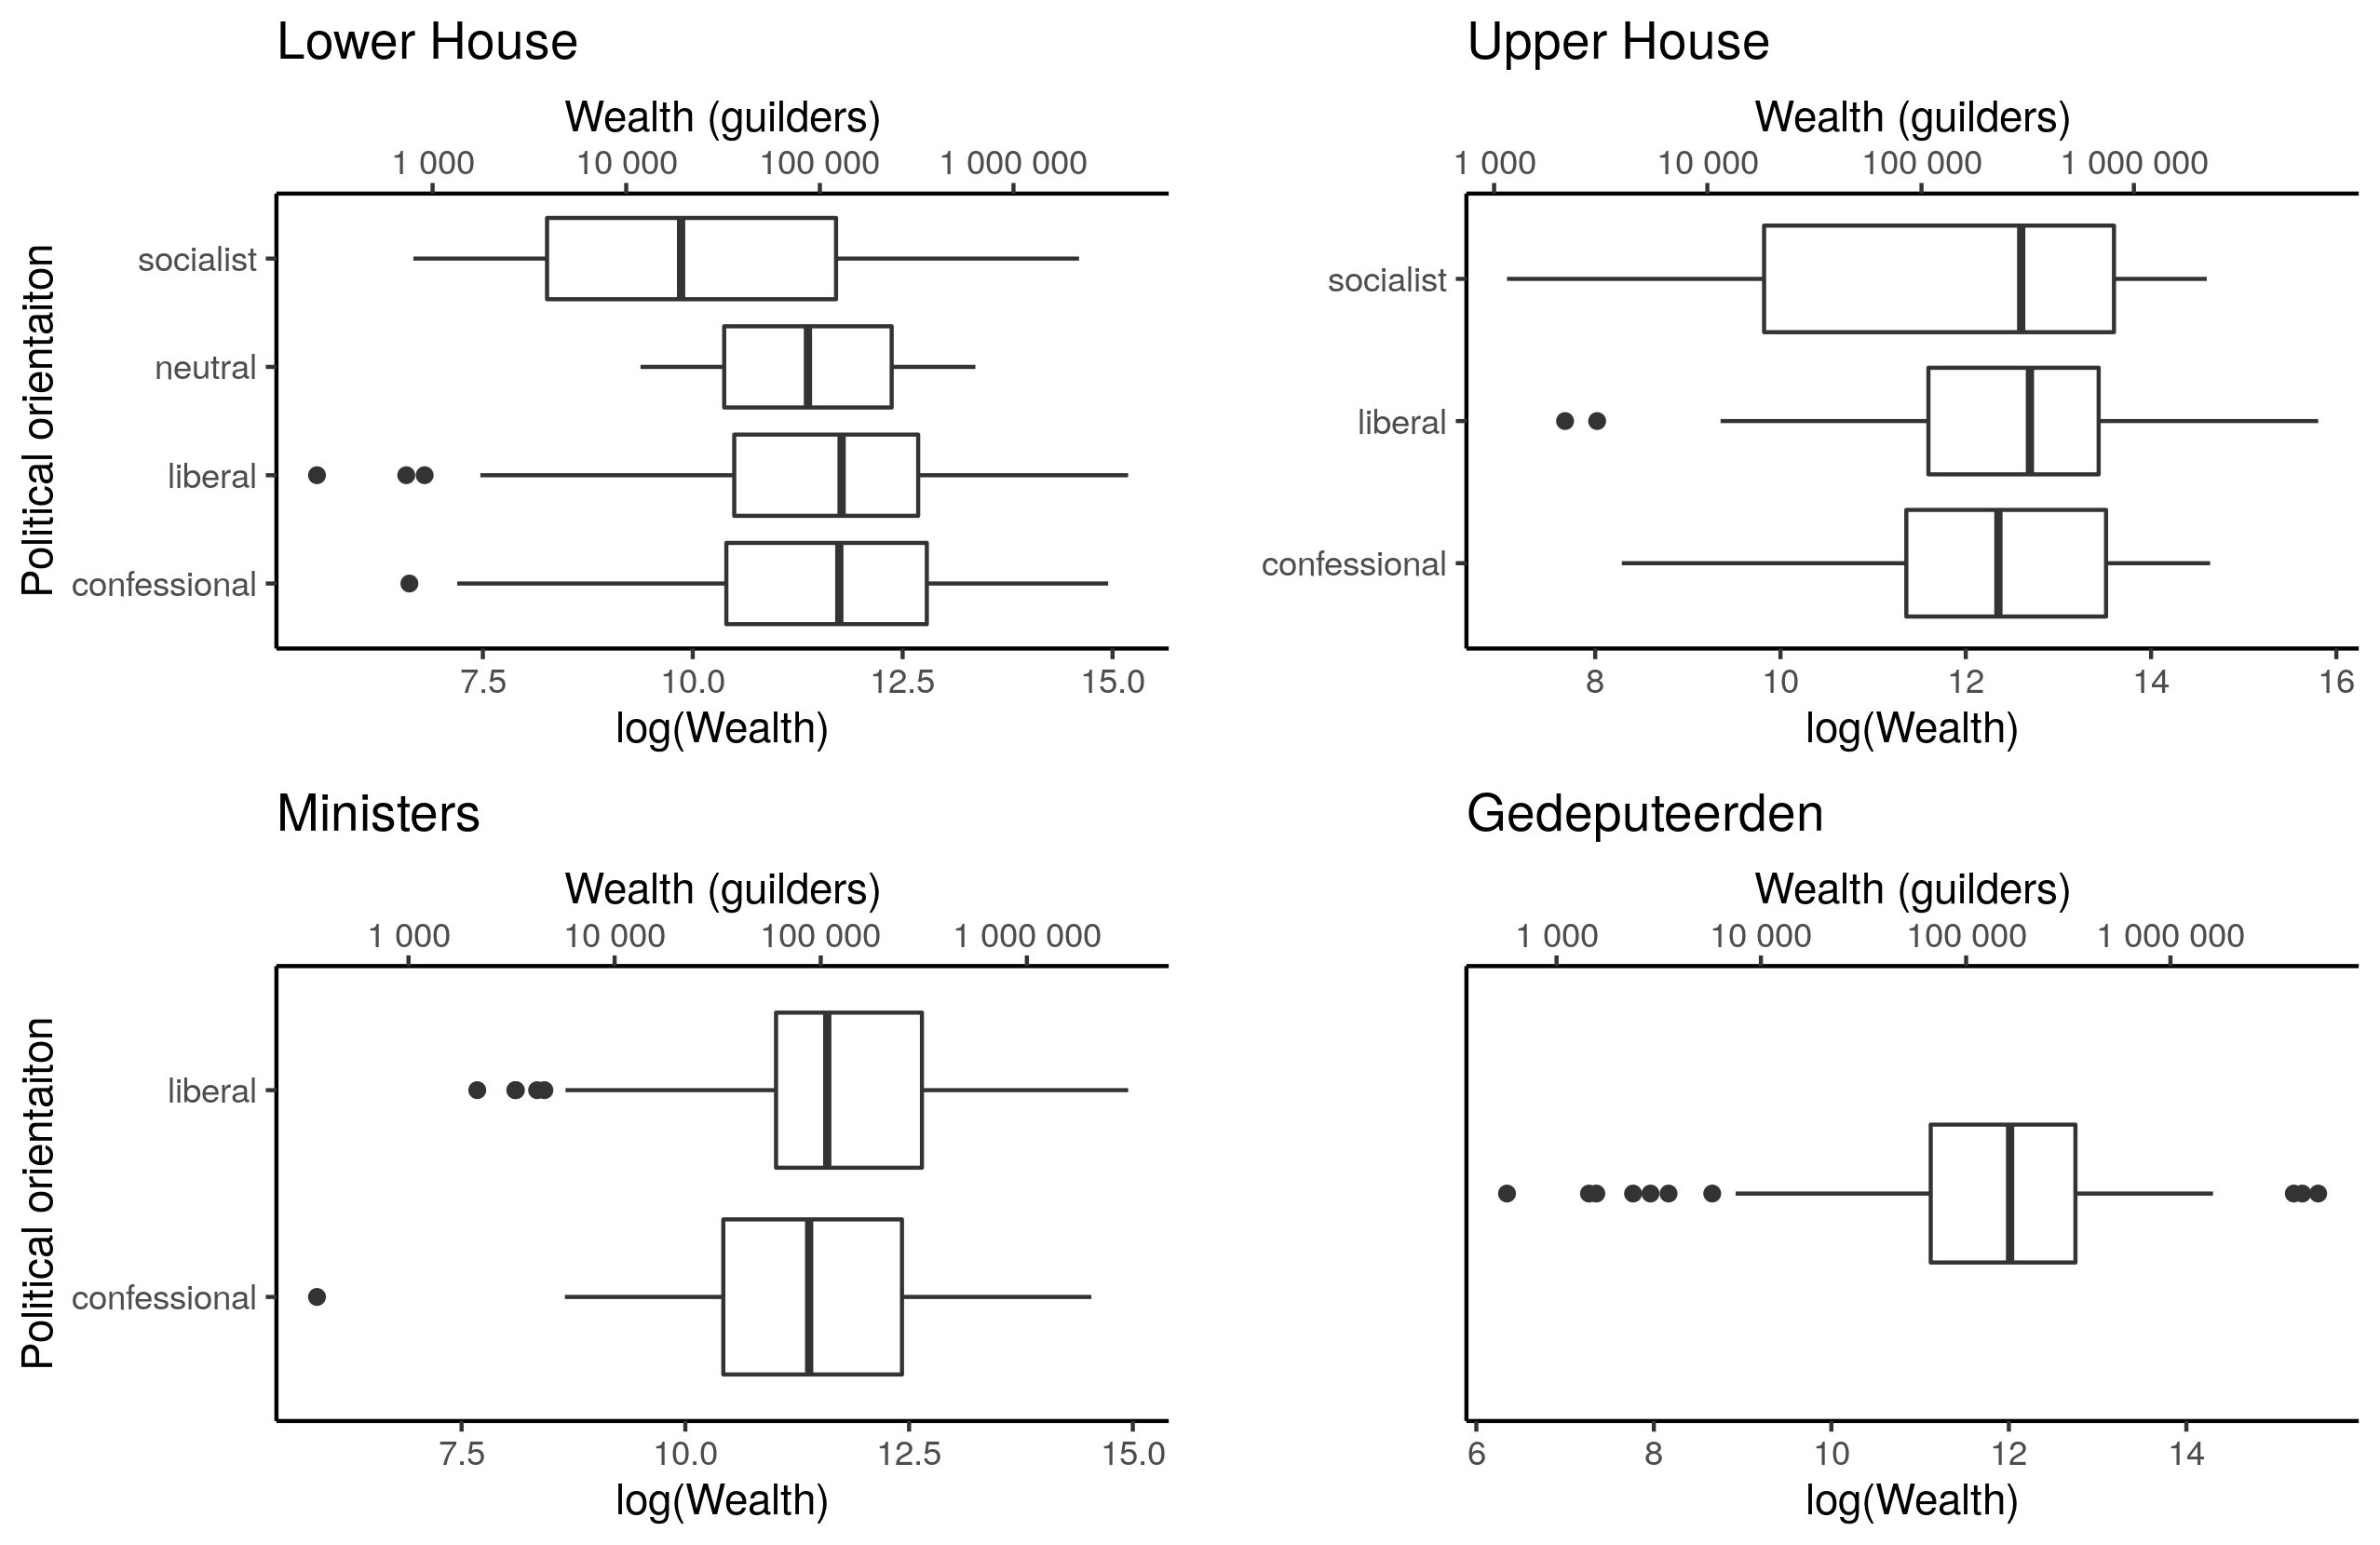 Lower House
Wealth (guilders)
1 000 10 000 100 000 1 000 000
Political orientaiton
socialist
neutral
liberal
confessional
7.5 10.0 12.5 15.0
log(Wealth)
Upper House
Wealth (guilders)
1 000 10 000 100 000 1 000 000
socialist
liberal
confessional
8 10 12 14 16
log(Wealth)
Ministers
Wealth (guilders)
1 000 10 000 100 000 1 000 000
Political orientaiton
liberal
confessional
7.5 10.0 12.5 15.0
log(Wealth)
Gedeputeerden
Wealth (guilders)
1 000 10 000 100 000 1 000 000
6 8 10 12 14
log(Wealth)